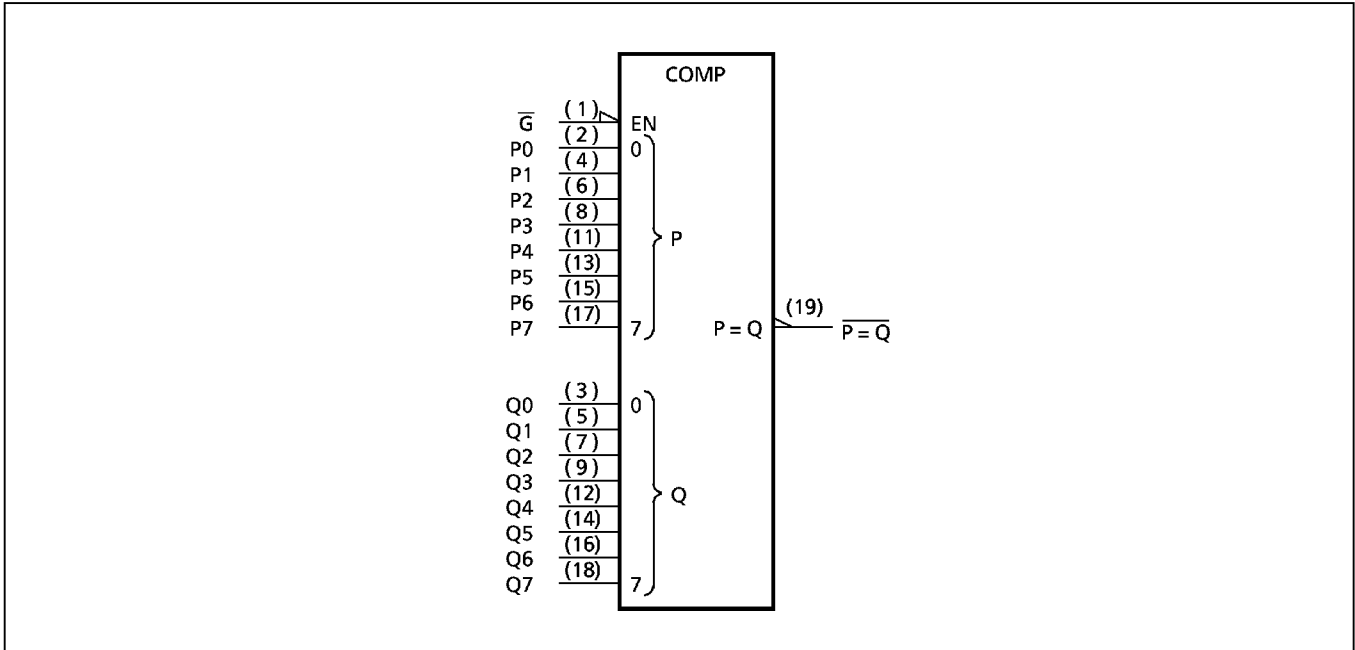 COMP
G̅ (1) EN
P0 (2) 0
P1 (4)
P2 (6)
P3 (8)
P4 (11) P
P5 (13)
P6 (15)
P7 (17) 7
P = Q (19) P̅ ̅=̅ ̅Q̅
Q0 (3) 0
Q1 (5)
Q2 (7)
Q3 (9)
Q4 (12) Q
Q5 (14)
Q6 (16)
Q7 (18) 7